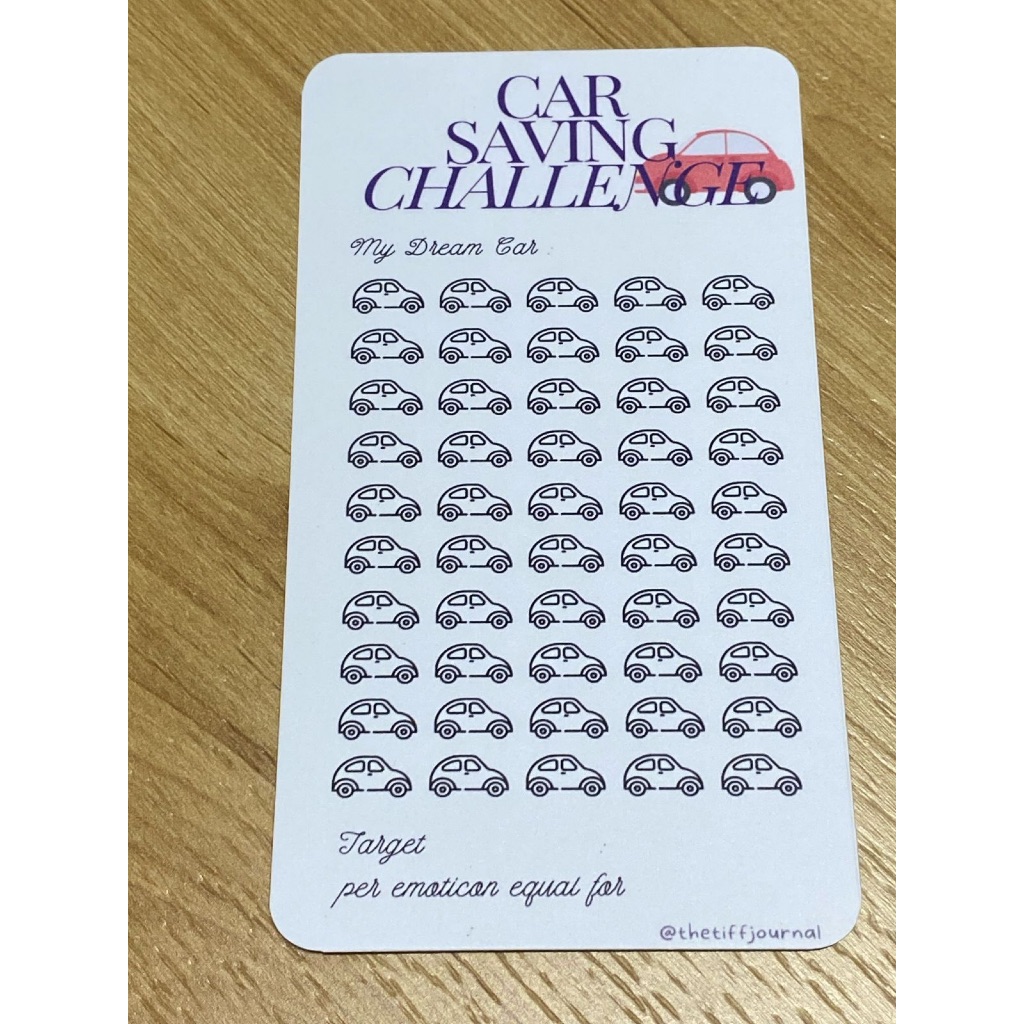 CAR
SAVING
CHALLENGE
My Dream Car
Target
per emoticon equal for
@thetiffjournal